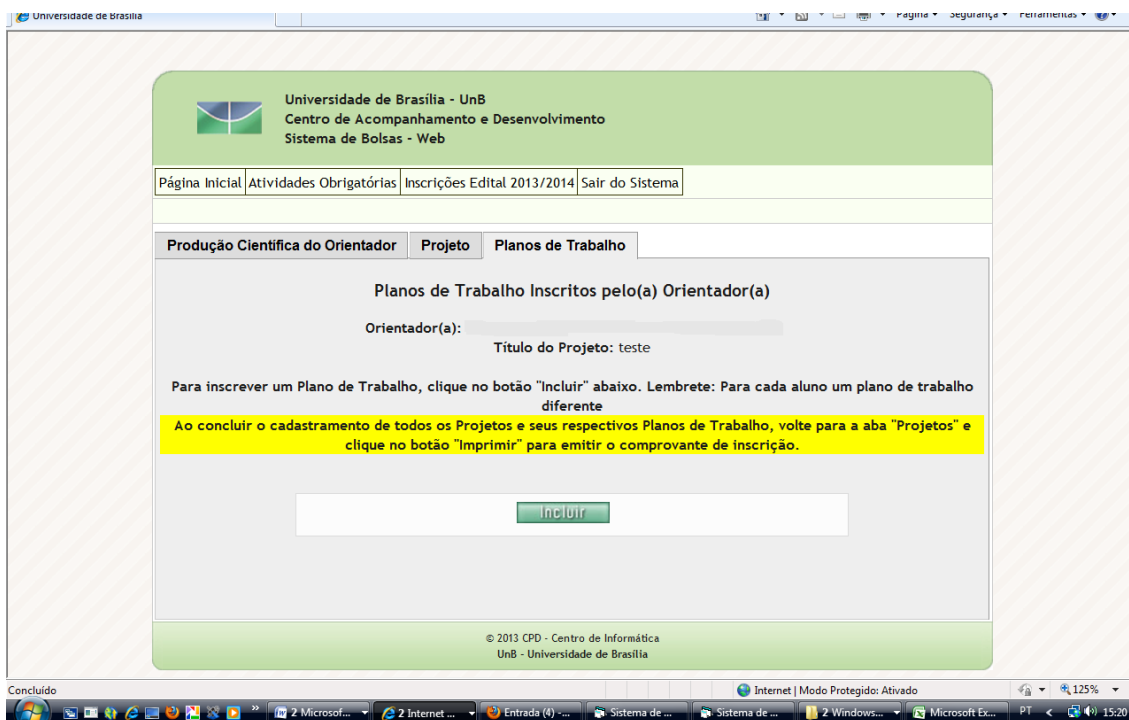 Universidade de Brasília
Página Segurança Ferramentas
Universidade de Brasília - UnB
Centro de Acompanhamento e Desenvolvimento
Sistema de Bolsas - Web
Página Inicial Atividades Obrigatórias Inscrições Edital 2013/2014 Sair do Sistema
Produção Científica do Orientador Projeto Planos de Trabalho
Planos de Trabalho Inscritos pelo(a) Orientador(a)
Orientador(a):
Título do Projeto: teste
Para inscrever um Plano de Trabalho, clique no botão "Incluir" abaixo. Lembrete: Para cada aluno um plano de trabalho
diferente
Ao concluir o cadastramento de todos os Projetos e seus respectivos Planos de Trabalho, volte para a aba "Projetos" e
clique no botão "Imprimir" para emitir o comprovante de inscrição.
Incluir
© 2013 CPD - Centro de Informática
UnB - Universidade de Brasília
Concluído Internet | Modo Protegido: Ativado 125%
2 Microsof... 2 Internet ... Entrada (4) -... Sistema de ... Sistema de ... 2 Windows... Microsoft Ex... PT 15:20